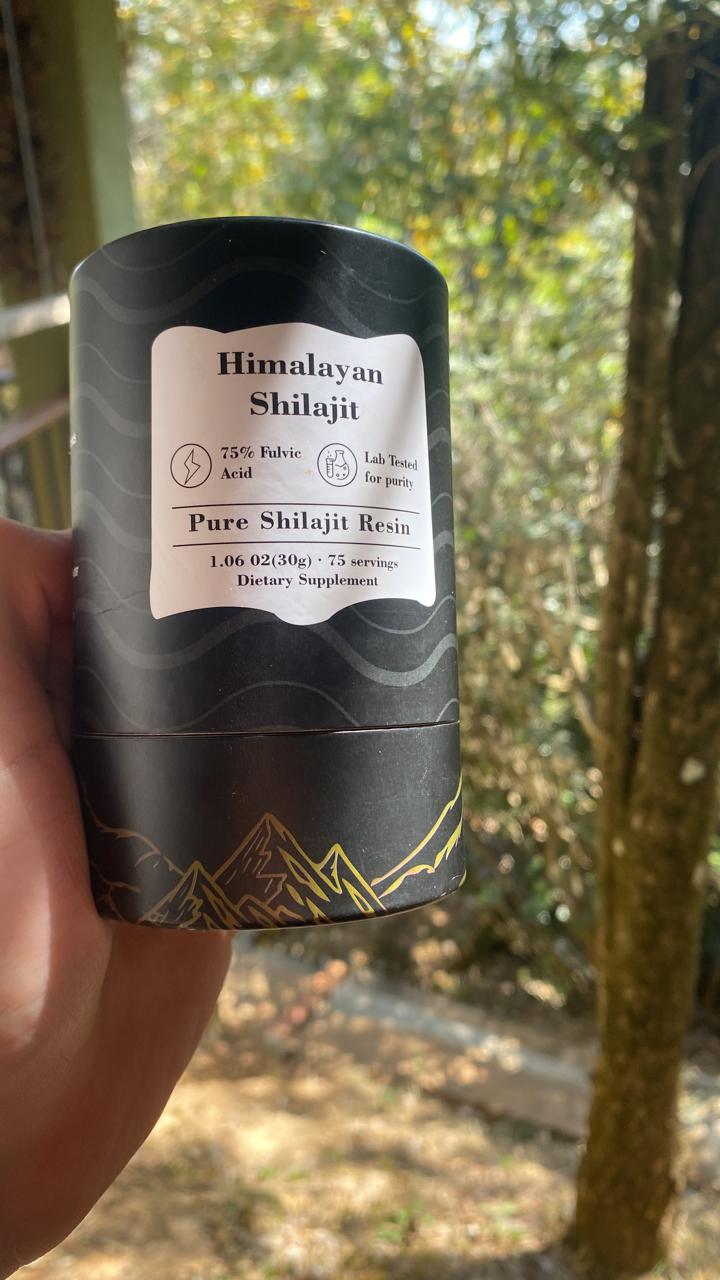 Himalayan
Shilajit
75% Fulvic
Acid
Lab Tested
for purity
Pure Shilajit Resin
1.06 02(30g) · 75 servings
Dietary Supplement